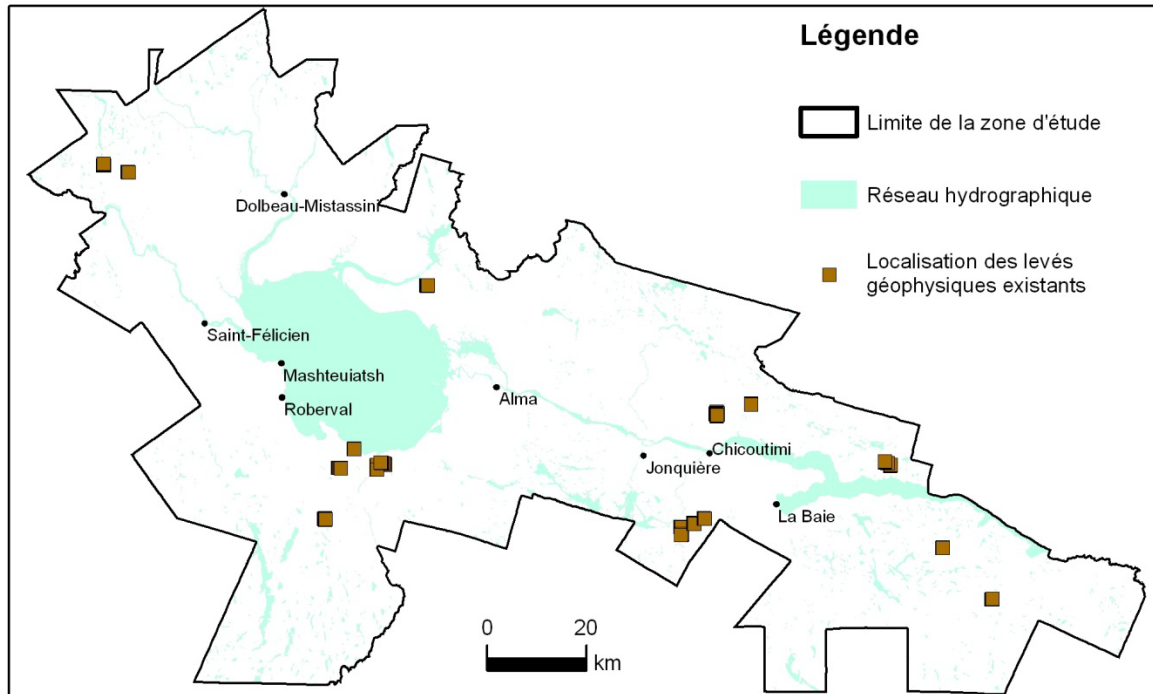 Légende
Limite de la zone d'étude
Réseau hydrographique
Localisation des levés
géophysiques existants
Dolbeau-Mistassini
Saint-Félicien
Mashteuiatsh
Roberval
Alma
Chicoutimi
Jonquière
La Baie
0 20
km